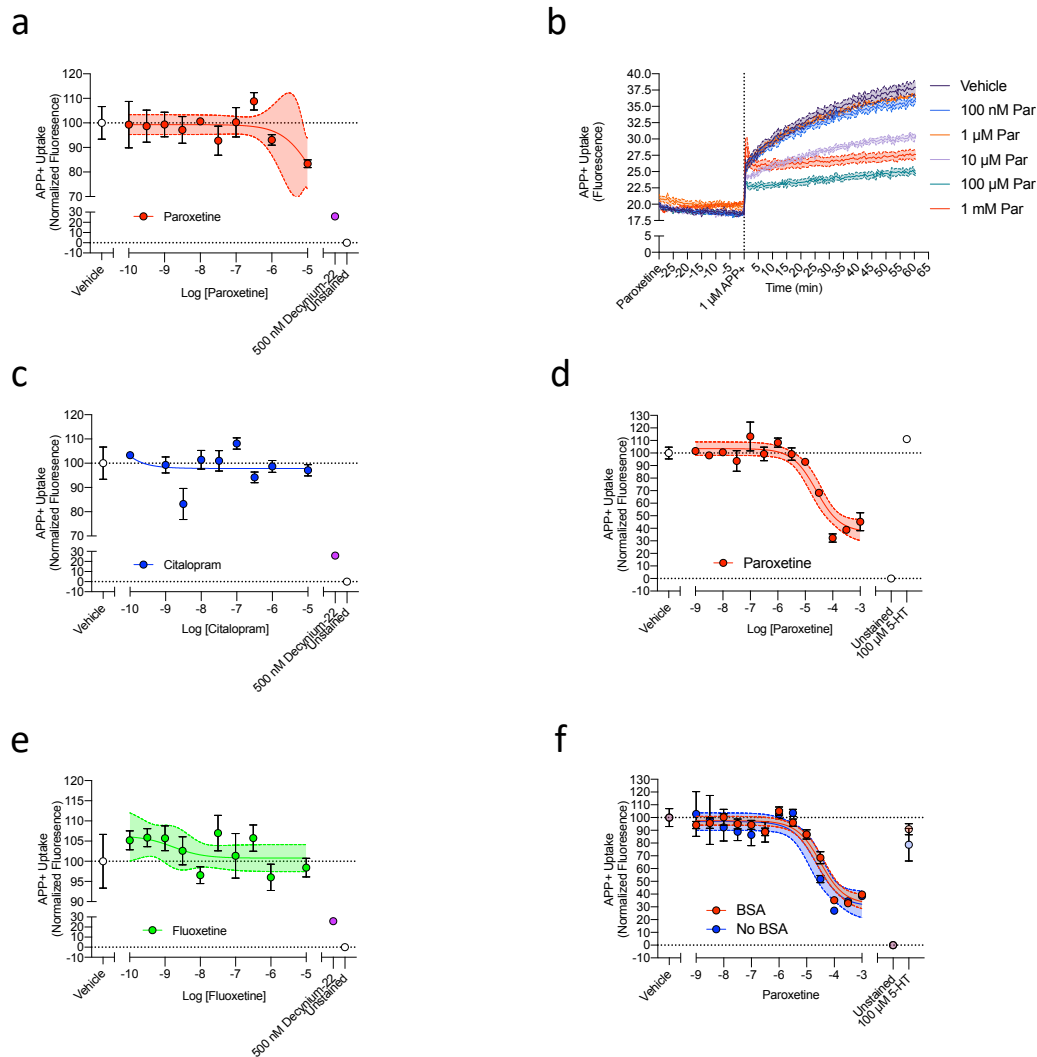 a
APP+ Uptake
(Normalized Fluorescence)
120
110
100
90
80
70
30
20
10
0
-10
Paroxetine
Vehicle
-10
-9
-8
-7
-6
-5
Log [Paroxetine]
500 nM Decynium-22
Unstained
b
APP+ Uptake
(Fluorescence)
40.0
37.5
35.0
32.5
30.0
27.5
25.0
22.5
20.0
17.5
5
0
Paroxetine
-25
-20
-15
-10
-5
1 µM APP+
5
10
15
20
25
30
35
40
45
50
55
60
65
Time (min)
Vehicle
100 nM Par
1 µM Par
10 µM Par
100 µM Par
1 mM Par
c
APP+ Uptake
(Normalized Fluorescence)
120
110
100
90
80
70
30
20
10
0
-10
Citalopram
Vehicle
-10
-9
-8
-7
-6
-5
Log [Citalopram]
500 nM Decynium-22
Unstained
d
APP+ Uptake
(Normalized Fluorescence)
130
120
110
100
90
80
70
60
50
40
30
20
10
0
-10
Paroxetine
Vehicle
-9
-8
-7
-6
-5
-4
-3
Log [Paroxetine]
Unstained
100 µM 5-HT
e
APP+ Uptake
(Normalized Fluorescence)
120
115
110
105
100
95
90
30
20
10
0
-10
Fluoxetine
Vehicle
-10
-9
-8
-7
-6
-5
Log [Fluoxetine]
500 nM Decynium-22
Unstained
f
APP+ Uptake
(Normalized Fluorescence)
130
120
110
100
90
80
70
60
50
40
30
20
10
0
-10
BSA
No BSA
Vehicle
-9
-8
-7
-6
-5
-4
-3
Paroxetine
Unstained
100 µM 5-HT